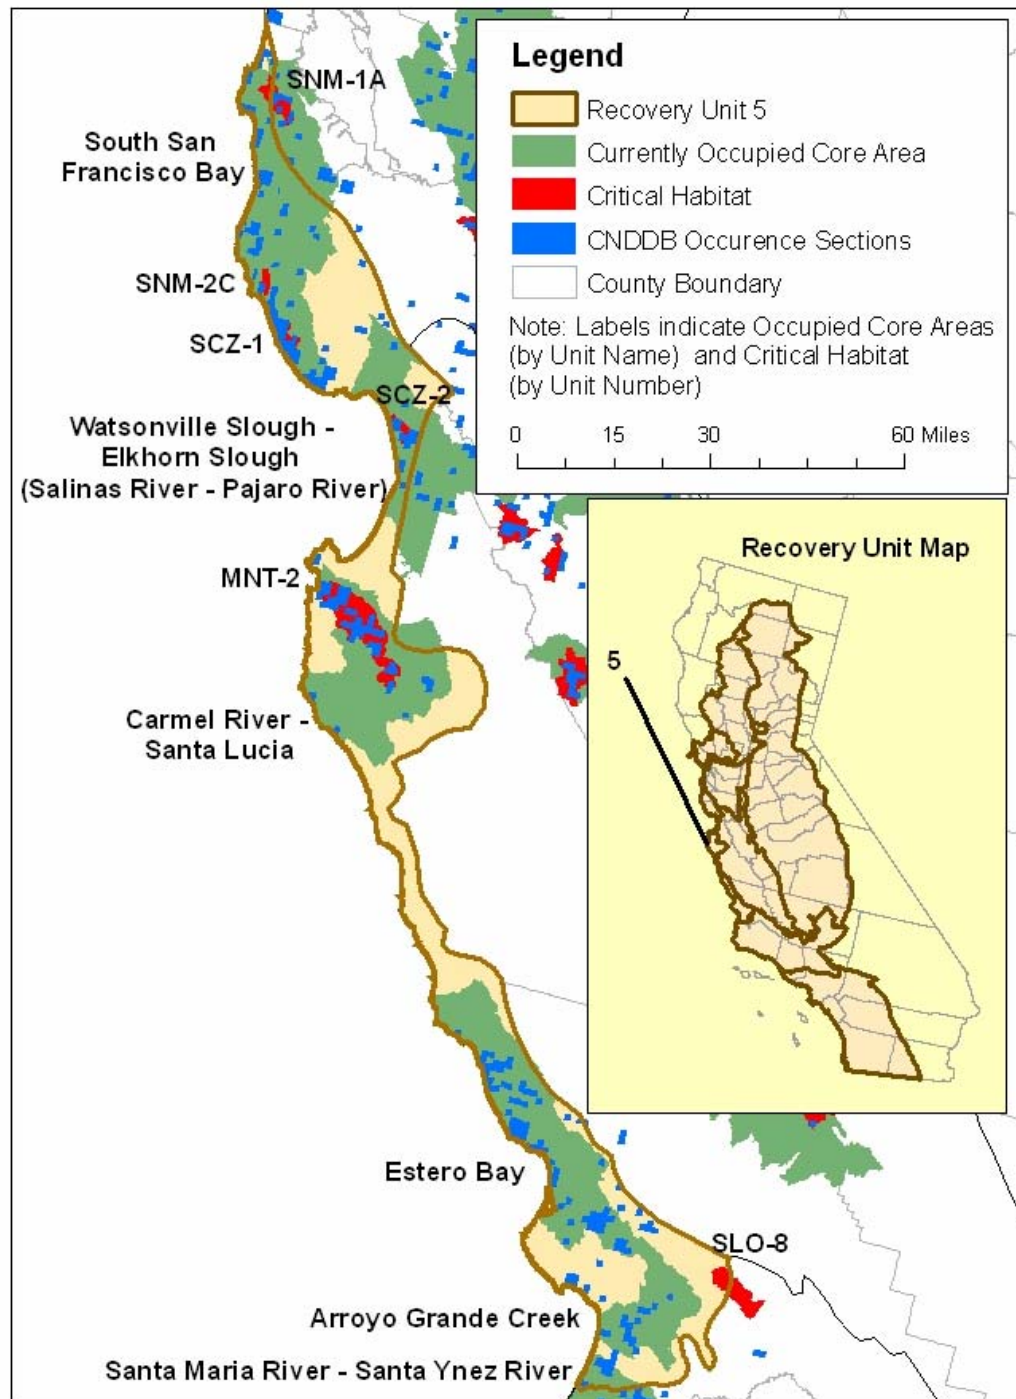 SNM-1A
South San
Francisco Bay
SNM-2C
SCZ-1
SCZ-2
Watsonville Slough -
Elkhorn Slough
(Salinas River - Pajaro River)
MNT-2
Carmel River -
Santa Lucia
Estero Bay
SLO-8
Arroyo Grande Creek
Santa Maria River - Santa Ynez River
Legend
Recovery Unit 5
Currently Occupied Core Area
Critical Habitat
CNDDB Occurence Sections
County Boundary
Note: Labels indicate Occupied Core Areas
(by Unit Name) and Critical Habitat
(by Unit Number)
0 15 30 60 Miles
Recovery Unit Map
5